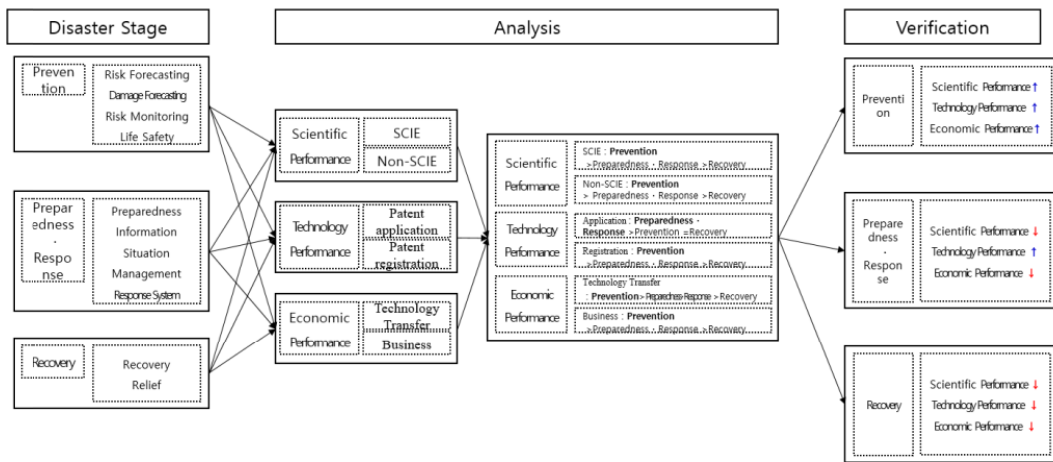 Disaster Stage
Analysis
Verification
Preven
tion
Risk Forecasting
Damage Forecasting
Risk Monitoring
Life Safety
Prepar
edness
·
Respon
se
Preparedness
Information
Situation
Management
Response System
Recovery
Recovery
Relief
Scientific
Performance
SCIE
Non-SCIE
Technology
Performance
Patent
application
Patent
registration
Economic
Performance
Technology
Transfer
Business
Scientific
Performance
SCIE : Prevention
>Preparedness · Response >Recovery
Non-SCIE : Prevention
> Preparedness · Response >Recovery
Technology
Performance
Application : Preparedness ·
Response >Prevention =Recovery
Registration : Prevention
>Preparedness · Response >Recovery
Economic
Performance
Technology Transfer
: Prevention> Preparedness·Response > Recovery
Business : Prevention
>Preparedness · Response >Recovery
Preventi
on
Scientific Performance ↑
Technology Performance ↑
Economic Performance ↑
Prepa
redness
·
Respo
nse
Scientific Performance ↓
Technology Performance ↑
Economic Performance ↓
Recovery
Scientific Performance ↓
Technology Performance ↓
Economic Performance ↓